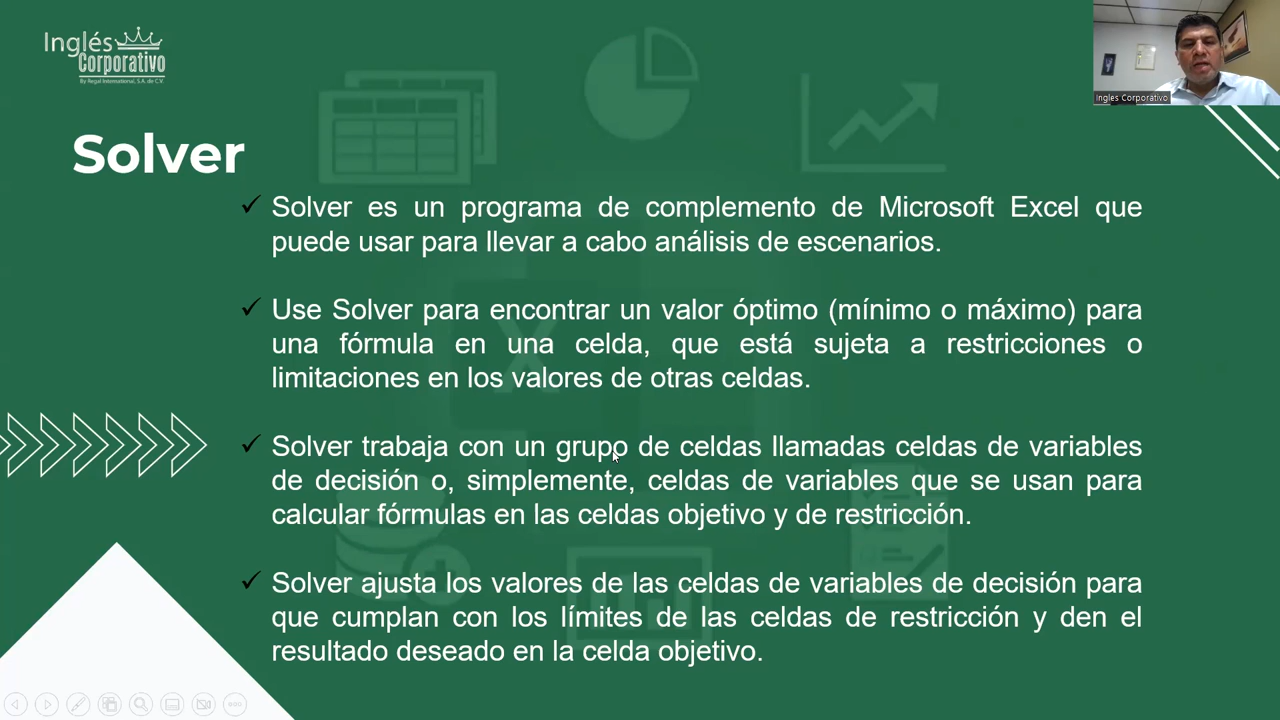 Inglés
Corporativo
By Regal International, S.A. de C.V.
Ingles Corporativo
Solver
Solver es un programa de complemento de Microsoft Excel que
puede usar para llevar a cabo análisis de escenarios.
Use Solver para encontrar un valor óptimo (mínimo o máximo) para
una fórmula en una celda, que está sujeta a restricciones o
limitaciones en los valores de otras celdas.
Solver trabaja con un grupo de celdas llamadas celdas de variables
de decisión o, simplemente, celdas de variables que se usan para
calcular fórmulas en las celdas objetivo y de restricción.
Solver ajusta los valores de las celdas de variables de decisión para
que cumplan con los límites de las celdas de restricción y den el
resultado deseado en la celda objetivo.